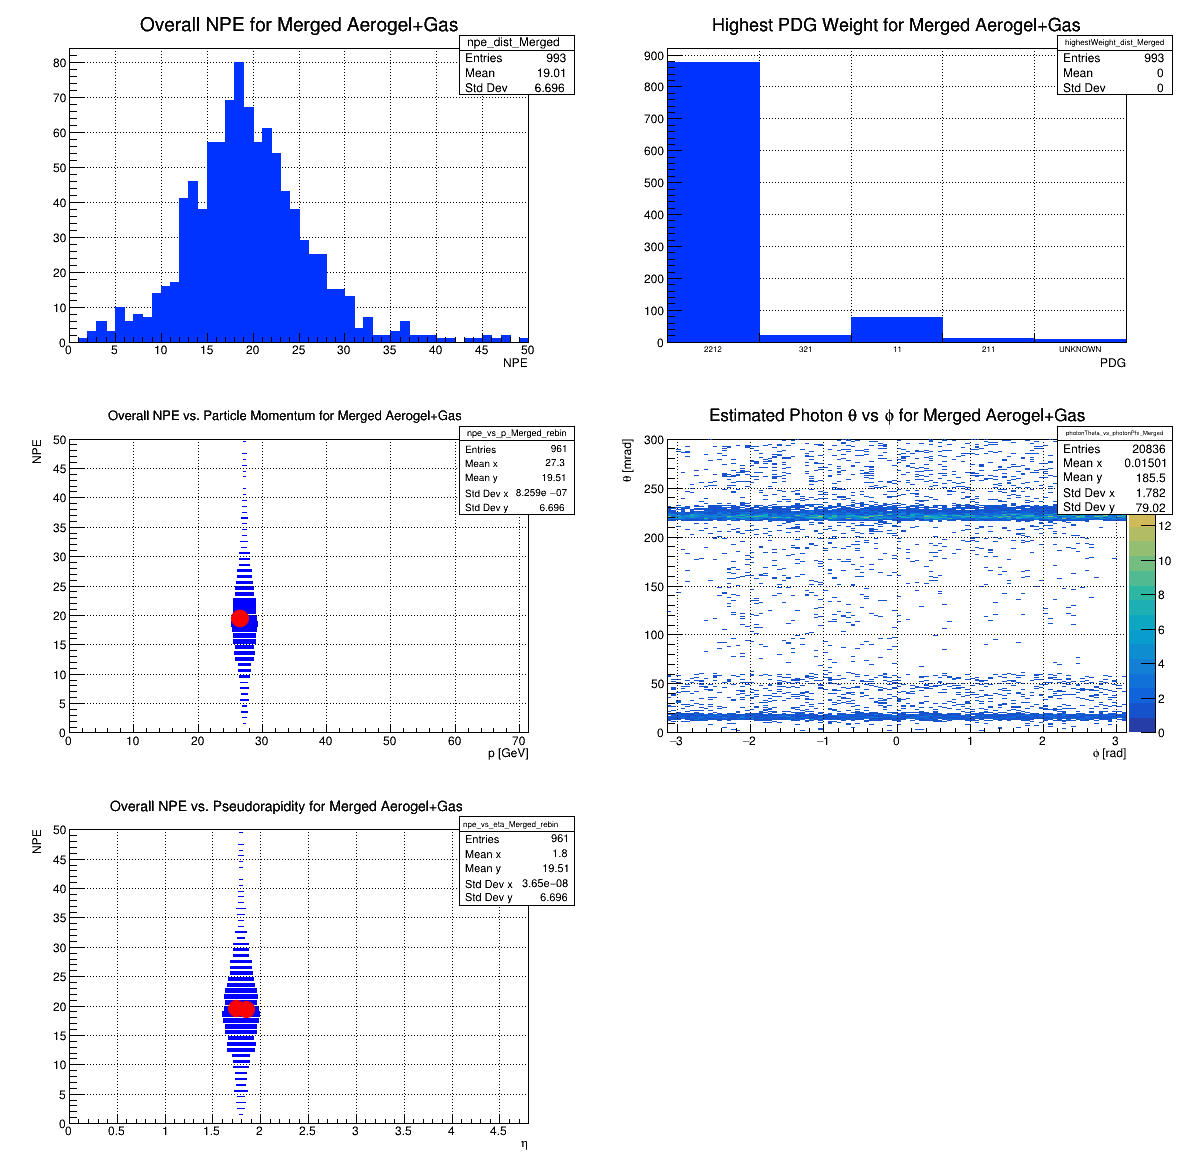 Overall NPE for Merged Aerogel+Gas
npe_dist_Merged
Entries 993
Mean 19.01
Std Dev 6.696
80
70
60
50
40
30
20
10
0
0 5 10 15 20 25 30 35 40 45 50
NPE
Highest PDG Weight for Merged Aerogel+Gas
highestWeight_dist_Merged
Entries 993
Mean 0
Std Dev 0
900
800
700
600
500
400
300
200
100
0
2212 321 11 211 UNKNOWN
PDG
Overall NPE vs. Particle Momentum for Merged Aerogel+Gas
npe_vs_p_Merged_rebin
Entries 961
Mean x 27.3
Mean y 19.51
Std Dev x 8.259e −07
Std Dev y 6.696
NPE
50
45
40
35
30
25
20
15
10
5
0
0 10 20 30 40 50 60 70
p [GeV]
Estimated Photon θ vs ϕ for Merged Aerogel+Gas
photonTheta_vs_photonPhi_Merged
Entries 20836
Mean x 0.01501
Mean y 185.5
Std Dev x 1.782
Std Dev y 79.02
θ [mrad]
300
250
200
150
100
50
0
−3 −2 −1 0 1 2 3
ϕ [rad]
12
10
8
6
4
2
0
Overall NPE vs. Pseudorapidity for Merged Aerogel+Gas
npe_vs_eta_Merged_rebin
Entries 961
Mean x 1.8
Mean y 19.51
Std Dev x 3.65e−08
Std Dev y 6.696
NPE
50
45
40
35
30
25
20
15
10
5
0
0 0.5 1 1.5 2 2.5 3 3.5 4 4.5
η